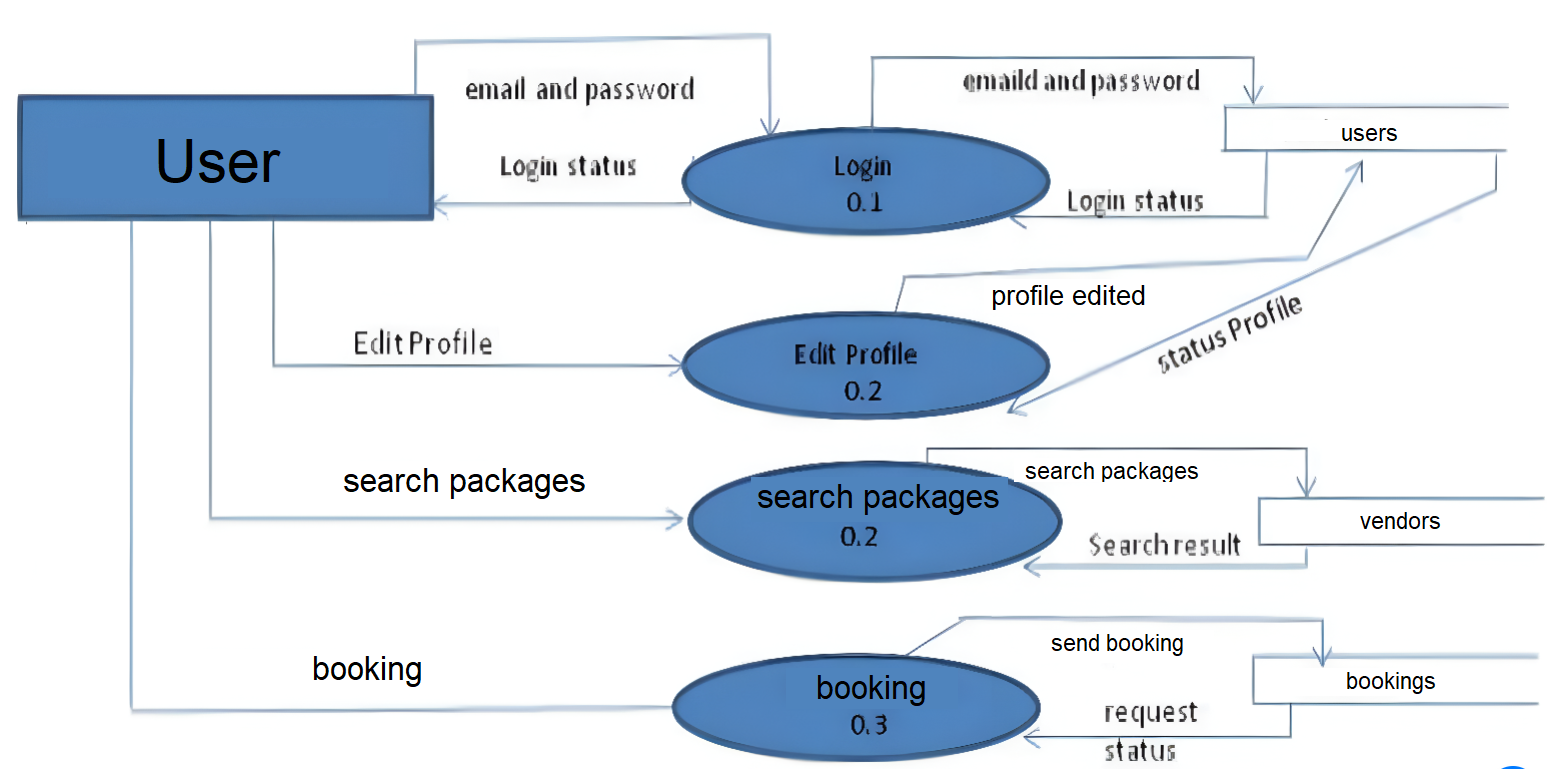 email and password
emaild and password
User
users
Login status
Login
0.1
Login status
profile edited
Edit Profile
Edit Profile
0.2
status Profile
search packages
search packages
0.2
search packages
vendors
Search result
booking
booking
0.3
send booking
bookings
request
status